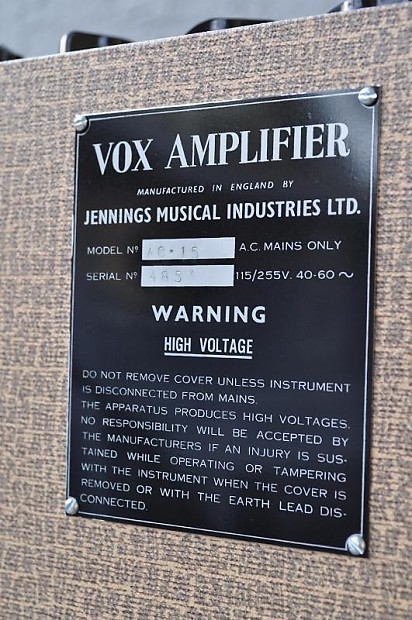 VOX AMPLIFIER
MANUFACTURED IN ENGLAND BY
JENNINGS MUSICAL INDUSTRIES LTD.
MODEL Nº AC•15 A.C. MAINS ONLY
SERIAL Nº 115/255V. 40-60 ~
WARNING
HIGH VOLTAGE
DO NOT REMOVE COVER UNLESS INSTRUMENT
IS DISCONNECTED FROM MAINS.
THE APPARATUS PRODUCES HIGH VOLTAGES.
NO RESPONSIBILITY WILL BE ACCEPTED BY
THE MANUFACTURERS IF AN INJURY IS SUS-
TAINED WHILE OPERATING OR TAMPERING
WITH THE INSTRUMENT WHEN THE COVER IS
REMOVED OR WITH THE EARTH LEAD DIS-
CONNECTED.